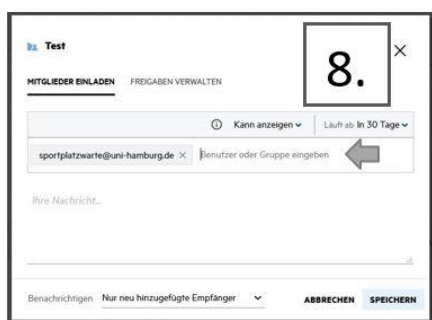 Test
8.
MITGLIEDER EINLADEN FREIGABEN VERWALTEN
Kann anzeigen Läuft ab In 30 Tage
sportplatzwarte@uni-hamburg.de × Benutzer oder Gruppe eingeben
Ihre Nachricht...
Benachrichtigen Nur neu hinzugefügte Empfänger ABBRECHEN SPEICHERN